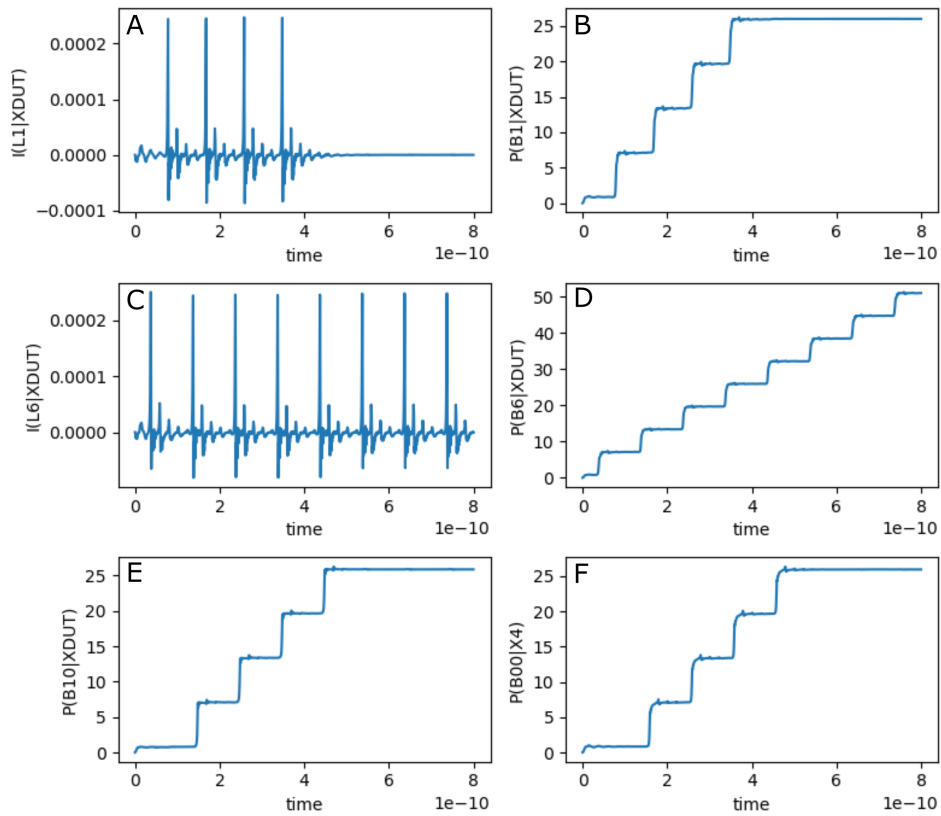 A
I(L1|XDUT)
0.0002
0.0001
0.0000
−0.0001
0 2 4 6 8
time
1e−10
B
P(B1|XDUT)
25
20
15
10
5
0
0 2 4 6 8
time
1e−10
C
I(L6|XDUT)
0.0002
0.0001
0.0000
0 2 4 6 8
time
1e−10
D
P(B6|XDUT)
50
40
30
20
10
0
0 2 4 6 8
time
1e−10
E
P(B10|XDUT)
25
20
15
10
5
0
0 2 4 6 8
time
1e−10
F
P(B00|X4)
25
20
15
10
5
0
0 2 4 6 8
time
1e−10